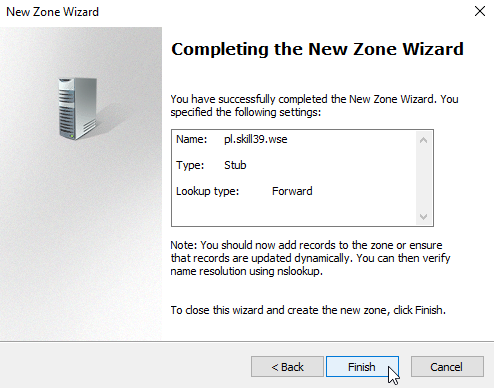 New Zone Wizard
Completing the New Zone Wizard
You have successfully completed the New Zone Wizard. You
specified the following settings:
Name: pl.skill39.wse
Type: Stub
Lookup type: Forward
Note: You should now add records to the zone or ensure
that records are updated dynamically. You can then verify
name resolution using nslookup.
To close this wizard and create the new zone, click Finish.
< Back Finish Cancel